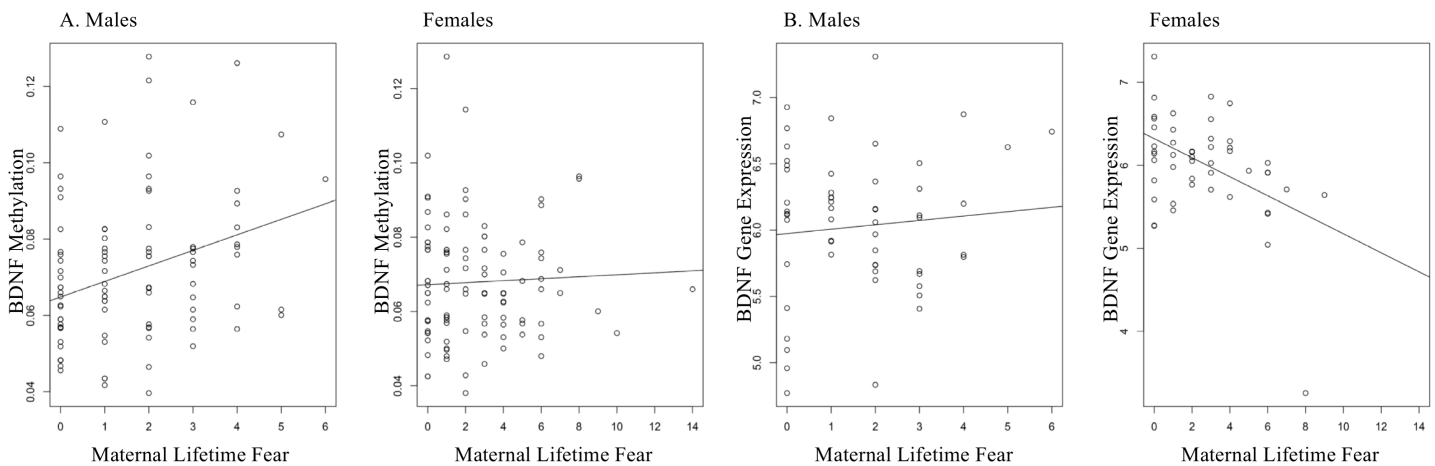 A. Males
Females
B. Males
Females
BDNF Methylation
0.04 0.06 0.08 0.10 0.12
0 1 2 3 4 5 6
Maternal Lifetime Fear
BDNF Methylation
0.04 0.06 0.08 0.10 0.12
0 2 4 6 8 10 12 14
Maternal Lifetime Fear
BDNF Gene Expression
5.0 5.5 6.0 6.5 7.0
0 1 2 3 4 5 6
Maternal Lifetime Fear
BDNF Gene Expression
4 5 6 7
0 2 4 6 8 10 12 14
Maternal Lifetime Fear